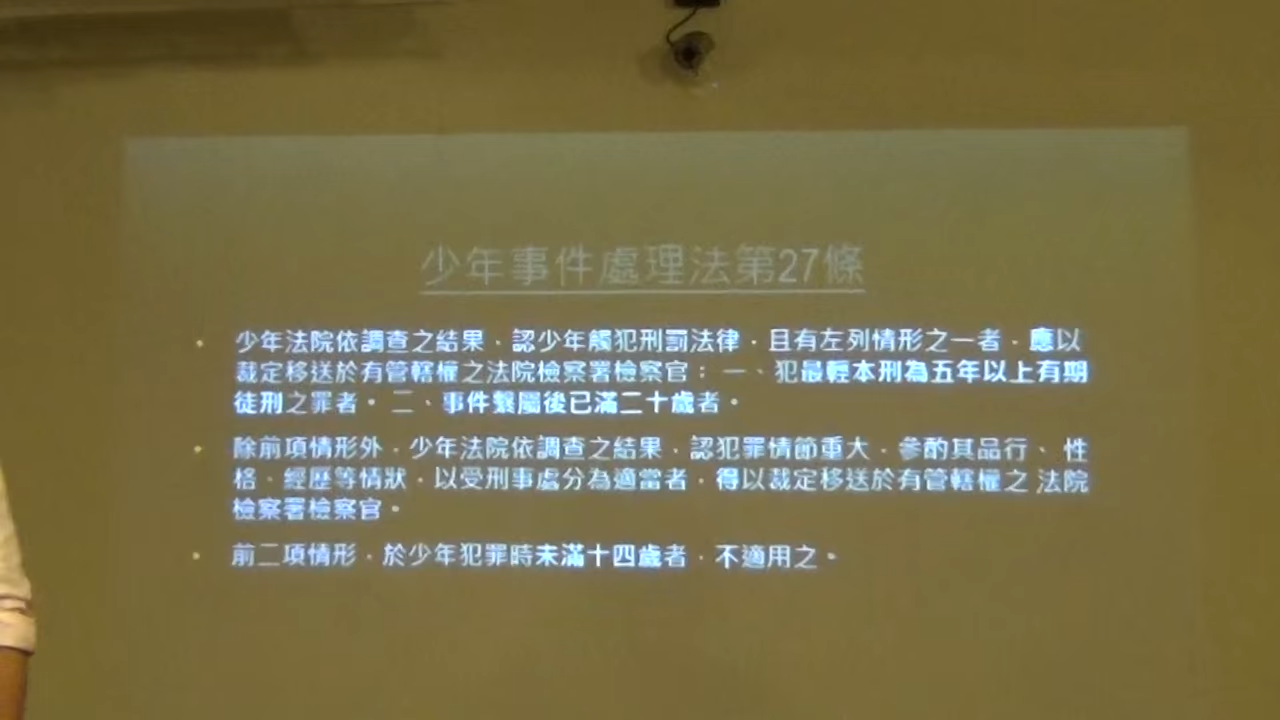 少年事件處理法第27條
• 少年法院依調查之結果，認少年觸犯刑罰法律，且有左列情形之一者，應以
裁定移送於有管轄權之法院檢察署檢察官：一、犯最輕本刑為五年以上有期
徒刑之罪者。二、事件繫屬後已滿二十歲者。
• 除前項情形外，少年法院依調查之結果，認犯罪情節重大，參酌其品行、性
格、經歷等情狀，以受刑事處分為適當者，得以裁定移送於有管轄權之 法院
檢察署檢察官。
• 前二項情形，於少年犯罪時未滿十四歲者，不適用之。